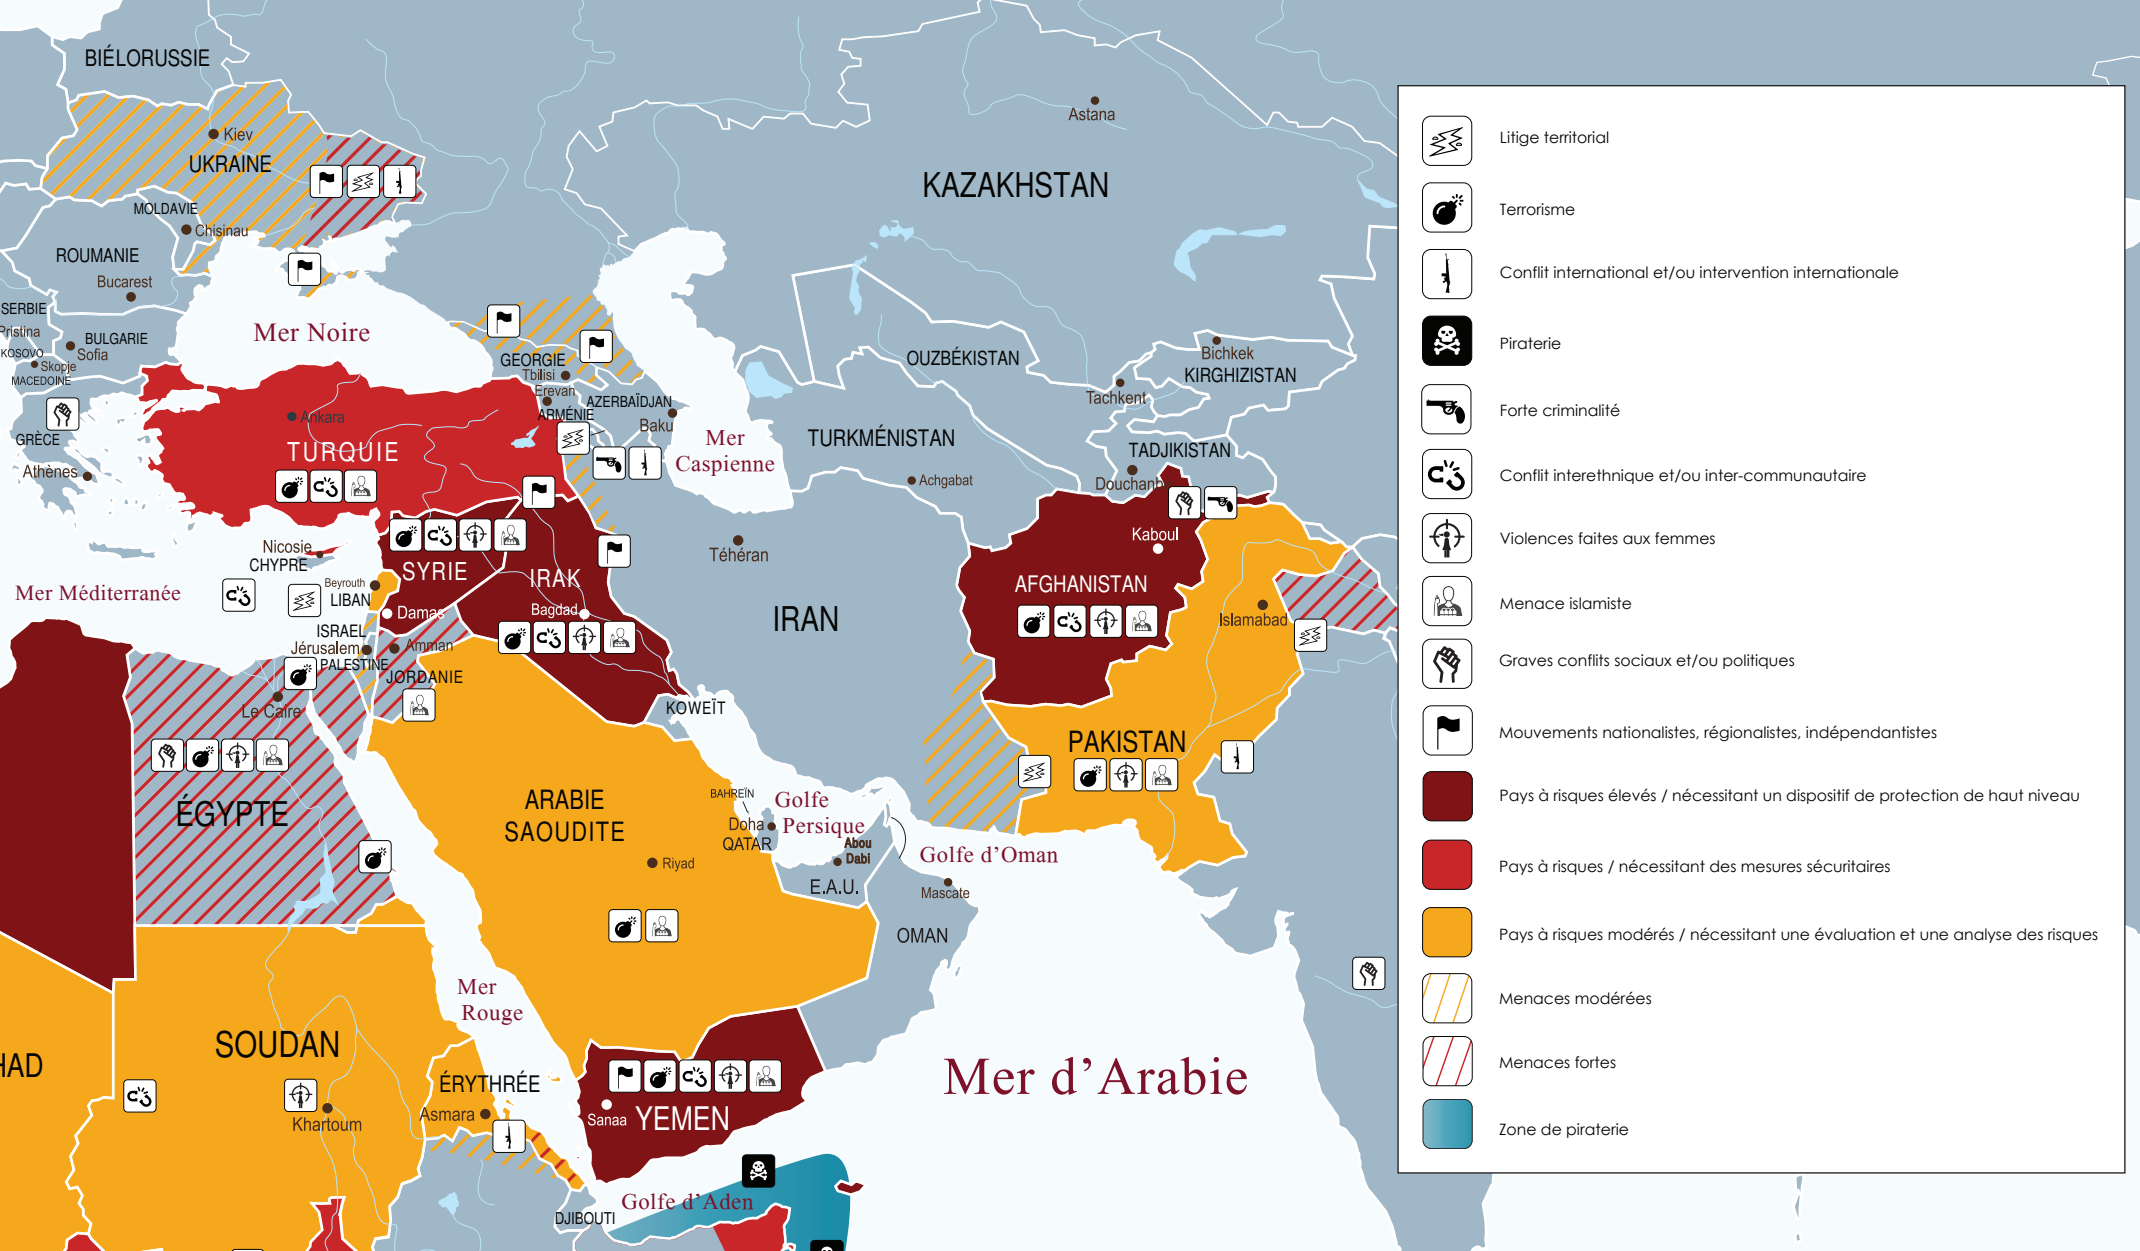 BIÉLORUSSIE
Kiev
UKRAINE
MOLDAVIE
Chisinau
ROUMANIE
Bucarest
SERBIE
Pristina
KOSOVO
Skopje
MACEDOINE
BULGARIE
Sofia
GRÈCE
Athènes
Mer Noire
Ankara
TURQUIE
GEORGIE
Tbilisi
Erevan
ARMÉNIE
AZERBAÏDJAN
Baku
Mer
Caspienne
Astana
KAZAKHSTAN
OUZBÉKISTAN
Bichkek
KIRGHIZISTAN
Tachkent
TURKMÉNISTAN
Achgabat
TADJIKISTAN
Douchanb
Nicosie
CHYPRE
Mer Méditerranée
Beyrouth
LIBAN
SYRIE
Damas
ISRAEL
Jérusalem
PALESTINE
Amman
JORDANIE
IRAK
Bagdad
KOWEÏT
Téhéran
IRAN
Kaboul
AFGHANISTAN
Islamabad
PAKISTAN
Le Caire
ÉGYPTE
ARABIE
SAOUDITE
Riyad
BAHREÏN
Doha
QATAR
Golfe
Persique
Abou
Dabi
E.A.U.
Golfe d'Oman
Mascate
OMAN
Mer
Rouge
SOUDAN
HAD
Khartoum
ÉRYTHRÉE
Asmara
Sanaa
YEMEN
Mer d'Arabie
Golfe d'Aden
DJIBOUTI
Litige territorial
Terrorisme
Conflit international et/ou intervention internationale
Piraterie
Forte criminalité
Conflit interethnique et/ou inter-communautaire
Violences faites aux femmes
Menace islamiste
Graves conflits sociaux et/ou politiques
Mouvements nationalistes, régionalistes, indépendantistes
Pays à risques élevés / nécessitant un dispositif de protection de haut niveau
Pays à risques / nécessitant des mesures sécuritaires
Pays à risques modérés / nécessitant une évaluation et une analyse des risques
Menaces modérées
Menaces fortes
Zone de piraterie